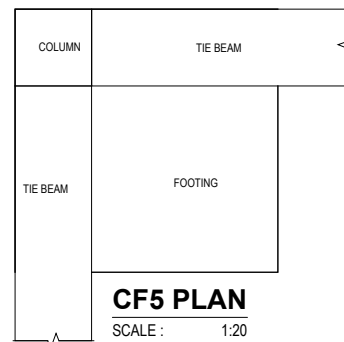 COLUMN TIE BEAM
TIE BEAM FOOTING
CF5 PLAN
SCALE : 1:20